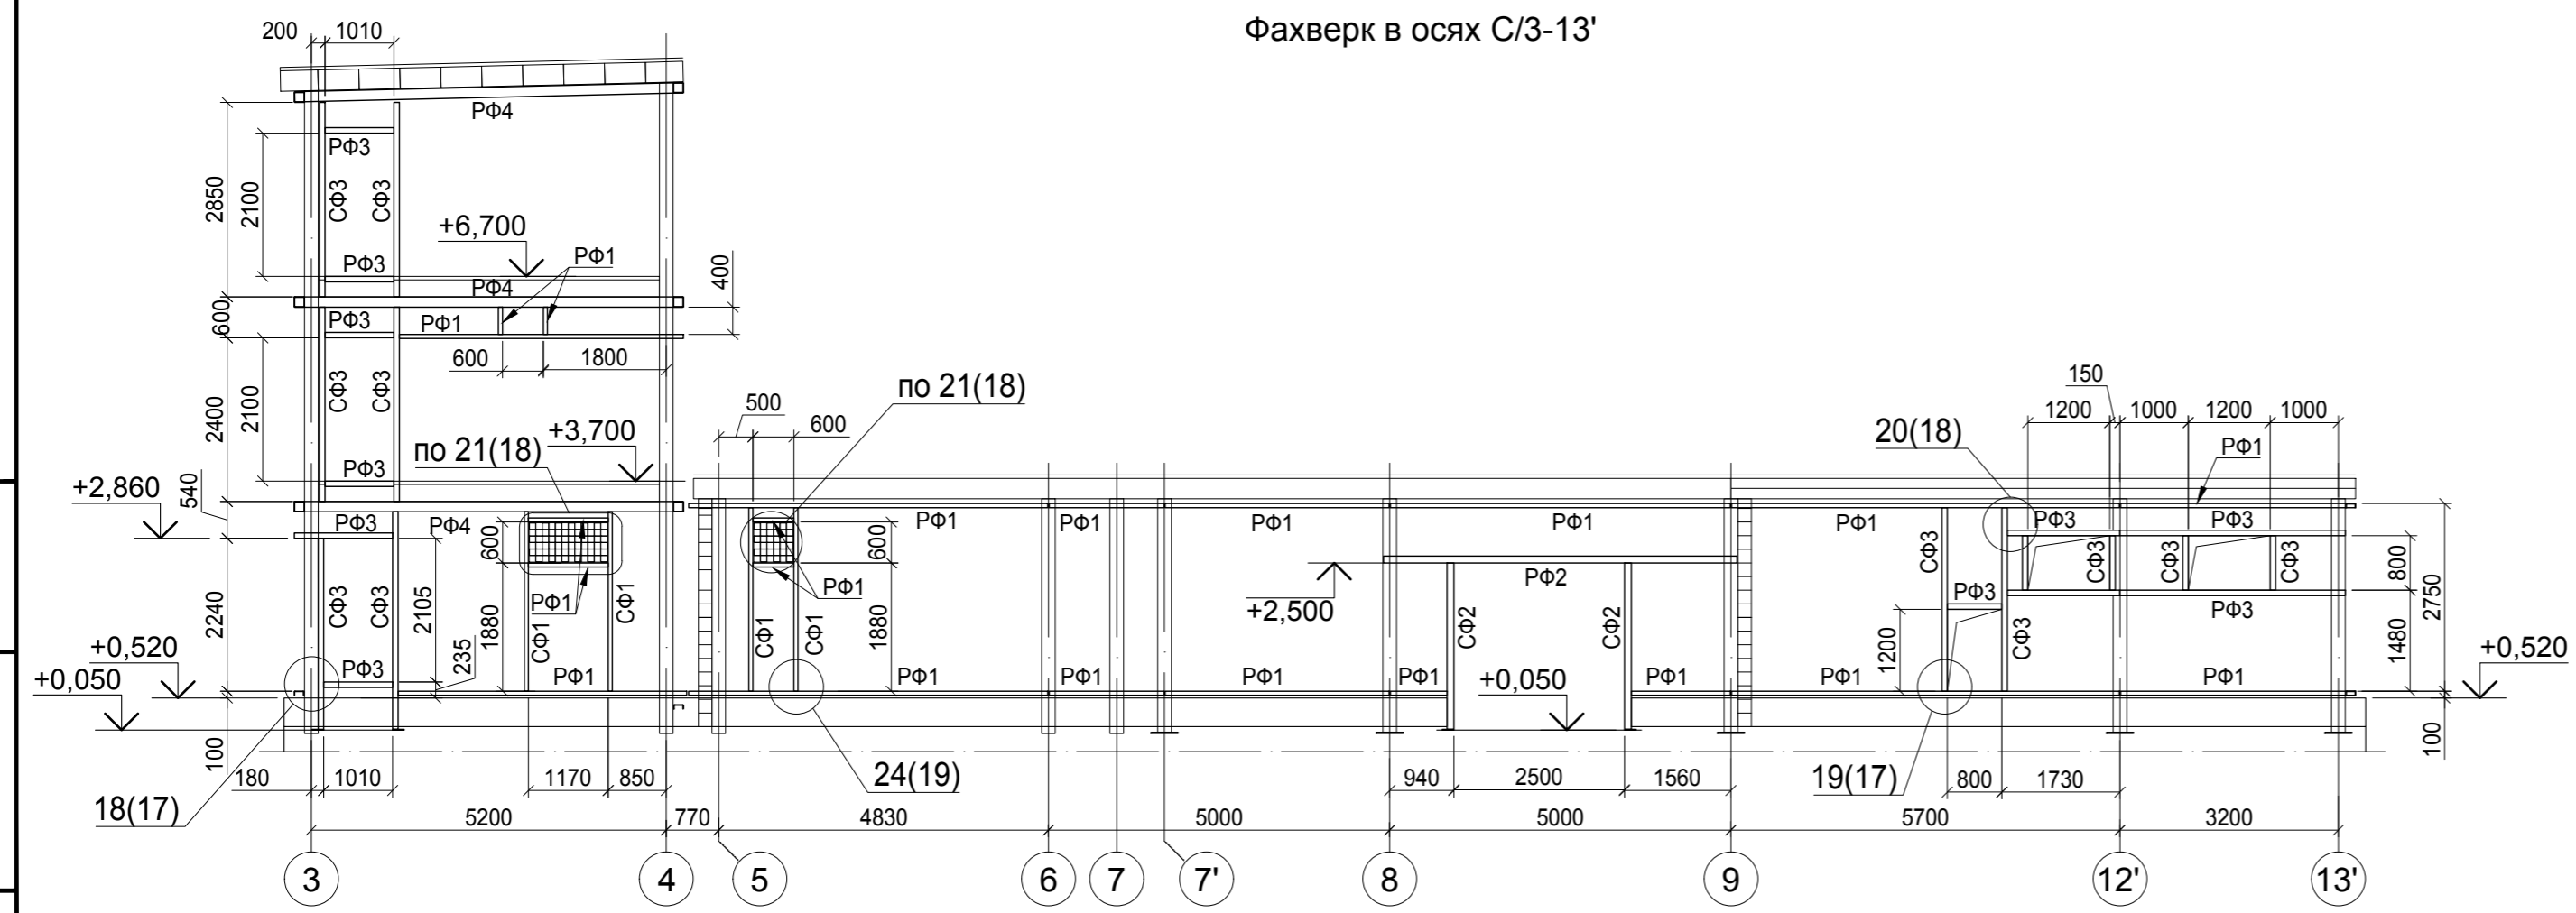 Фахверк в осях С/3-13'
200 1010
РФ4
РФ3
2850
2100
СФ3 СФ3
+6,700
РФ1
РФ3
РФ4
400
600
РФ3
РФ1
600 1800
2400
2100
СФ3 СФ3
по 21(18)
+3,700
РФ3
+2,860
540
РФ3 РФ4
600
2240
СФ3 СФ3
2105
235
1880
РФ1
СФ1 СФ1
РФ3
РФ1
+0,520
+0,050
100
180 1010 1170 850
18(17)
500 600
по 21(18)
600
РФ1
1880
СФ1 СФ1
24(19)
РФ1 РФ1 РФ1 РФ1 РФ1
РФ2
+2,500
СФ2 СФ2
+0,050
РФ1 РФ1 РФ1 РФ1 РФ1 РФ1 РФ1
940 2500 1560
150
1200 1000 1200 1000
20(18)
РФ1
РФ3 РФ3
СФ3
СФ3 СФ3 СФ3
РФ3
РФ3
1200
СФ3
800
1480
2750
+0,520
100
19(17)
800 1730
5200 770 4830 5000 5000 5700 3200
3 4 5 6 7 7' 8 9 12' 13'